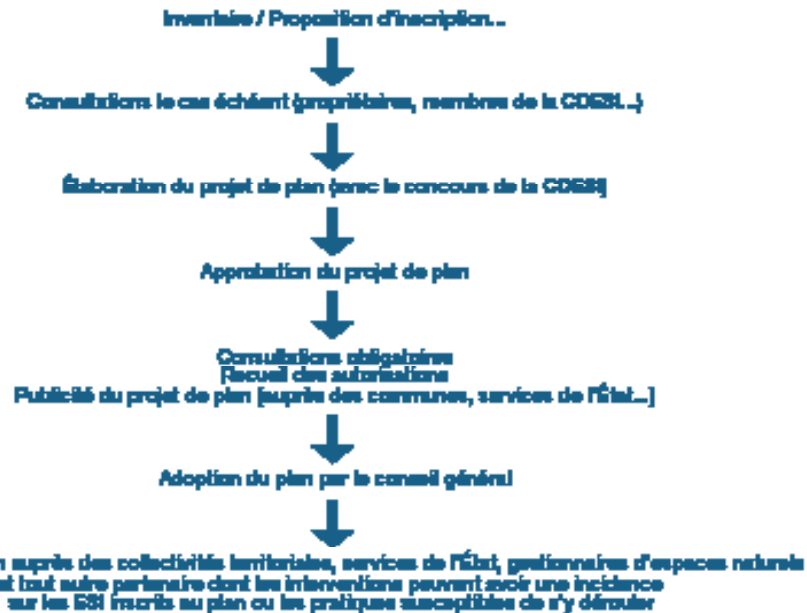 Inventaire / Proposition d'inscription...
Consultations le cas échéant (propriétaires, membres de la CDESI...)
Élaboration du projet de plan (avec le concours de la CDESI)
Approbation du projet de plan
Consultations obligatoires
Recueil des autorisations
Publicité du projet de plan (auprès des communes, services de l'État...)
Adoption du plan par le conseil général
auprès des collectivités territoriales, services de l'État, gestionnaires d'espaces naturels
et tout autre partenaire dont les interventions peuvent avoir une incidence
sur les ESI inscrits au plan ou les pratiques susceptibles de s'y dérouler